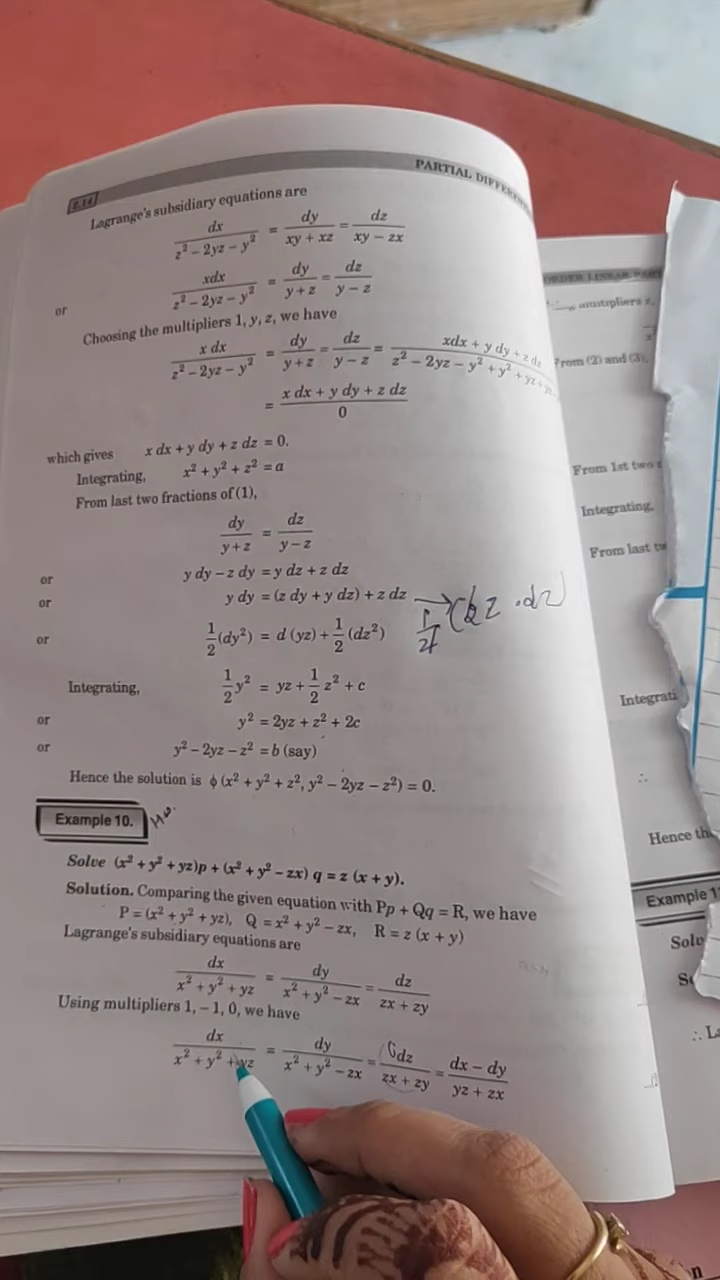 2.14
PARTIAL
Lagrange's subsidiary equations are
dx / (z² – 2yz – y²) = dy / (xy + xz) = dz / (xy – zx)
or xdx / (z² – 2yz – y²) = dy / (y + z) = dz / (y – z)
Choosing the multipliers 1, y, z, we have
x dx / (z² – 2yz – y²) = dy / (y + z) = dz / (y – z) = (xdx + y dy + z dz) / (z² – 2yz – y² + y² + yz +
= (x dx + y dy + z dz) / 0
which gives x dx + y dy + z dz = 0.
Integrating, x² + y² + z² = a
From last two fractions of (1),
dy / (y + z) = dz / (y – z)
or y dy – z dy = y dz + z dz
or y dy = (z dy + y dz) + z dz
or 1/2 (dy²) = d (yz) + 1/2 (dz²)
Integrating, 1/2 y² = yz + 1/2 z² + c
or y² = 2yz + z² + 2c
or y² – 2yz – z² = b (say)
Hence the solution is ϕ (x² + y² + z², y² – 2yz – z²) = 0.
Example 10.
Solve (x² + y² + yz)p + (x² + y² – zx) q = z (x + y).
Solution. Comparing the given equation with Pp + Qq = R, we have
P = (x² + y² + yz), Q = x² + y² – zx, R = z (x + y)
Lagrange's subsidiary equations are
dx / (x² + y² + yz) = dy / (x² + y² – zx) = dz / (zx + zy)
Using multipliers 1, – 1, 0, we have
dx / (x² + y² + yz) = dy / (x² + y² – zx) = dz / (zx + zy) = (dx – dy) / (yz + zx)
multipliers
From (2) and (3),
From 1st two
Integrating,
From last
∴
Hence
Example